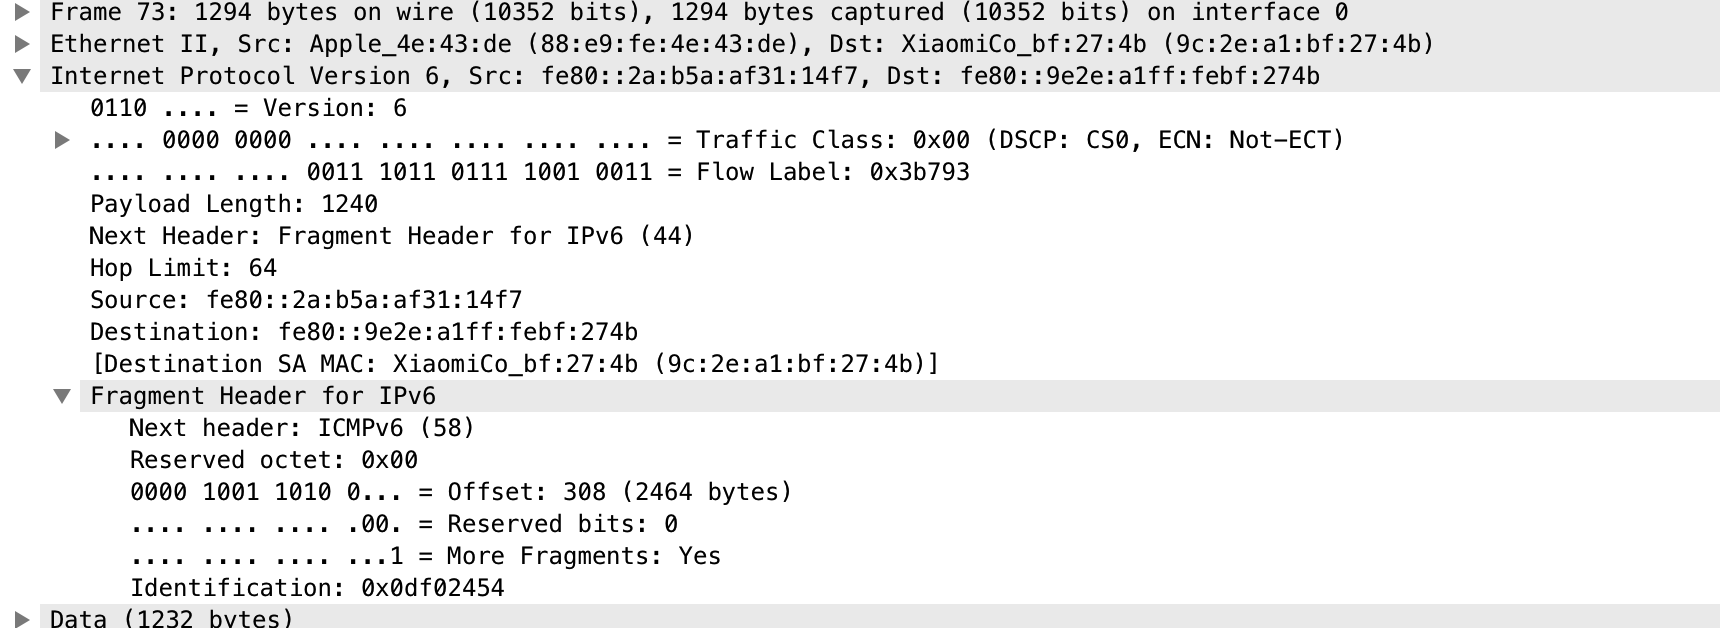 Frame 73: 1294 bytes on wire (10352 bits), 1294 bytes captured (10352 bits) on interface 0
Ethernet II, Src: Apple_4e:43:de (88:e9:fe:4e:43:de), Dst: XiaomiCo_bf:27:4b (9c:2e:a1:bf:27:4b)
Internet Protocol Version 6, Src: fe80::2a:b5a:af31:14f7, Dst: fe80::9e2e:a1ff:febf:274b
0110 .... = Version: 6
.... 0000 0000 .... .... .... .... .... = Traffic Class: 0x00 (DSCP: CS0, ECN: Not-ECT)
.... .... .... 0011 1011 0111 1001 0011 = Flow Label: 0x3b793
Payload Length: 1240
Next Header: Fragment Header for IPv6 (44)
Hop Limit: 64
Source: fe80::2a:b5a:af31:14f7
Destination: fe80::9e2e:a1ff:febf:274b
[Destination SA MAC: XiaomiCo_bf:27:4b (9c:2e:a1:bf:27:4b)]
Fragment Header for IPv6
Next header: ICMPv6 (58)
Reserved octet: 0x00
0000 1001 1010 0... = Offset: 308 (2464 bytes)
.... .... .... .00. = Reserved bits: 0
.... .... .... ...1 = More Fragments: Yes
Identification: 0x0df02454
Data (1232 bytes)